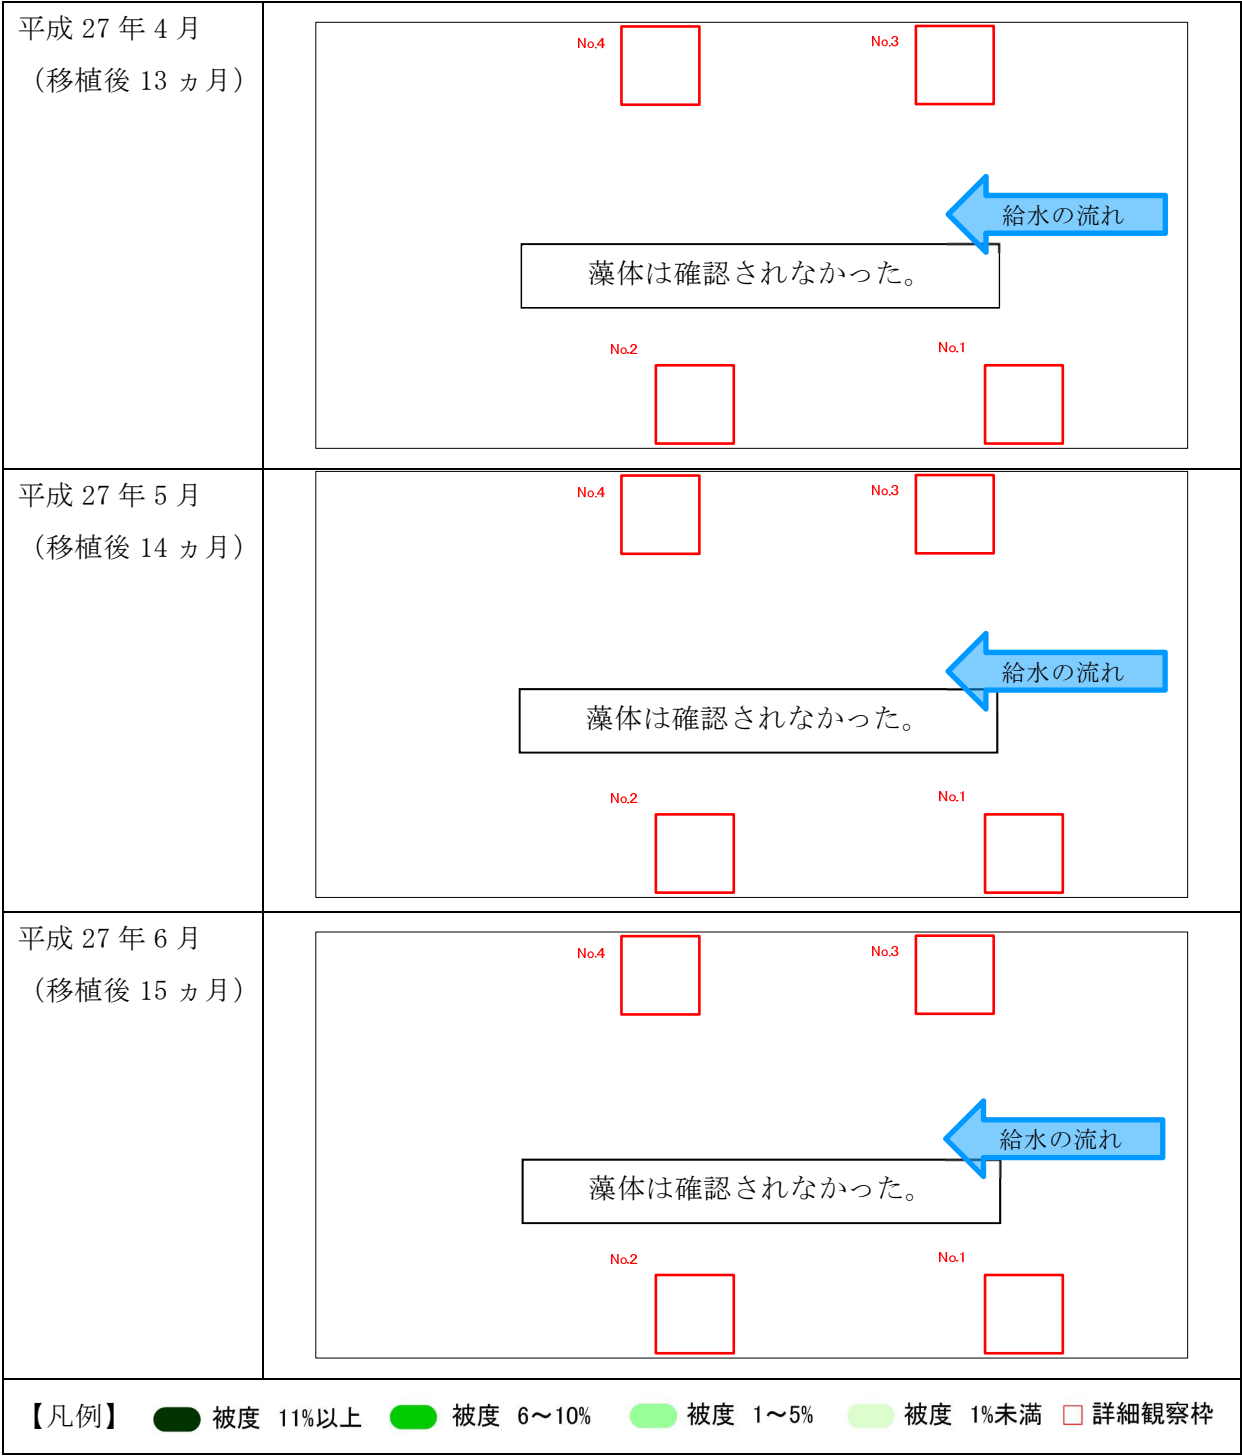 平成 27 年 4 月
（移植後 13 ヵ月）
No.4
No.3
給水の流れ
藻体は確認されなかった。
No.2
No.1
平成 27 年 5 月
（移植後 14 ヵ月）
No.4
No.3
給水の流れ
藻体は確認されなかった。
No.2
No.1
平成 27 年 6 月
（移植後 15 ヵ月）
No.4
No.3
給水の流れ
藻体は確認されなかった。
No.2
No.1
【凡例】 被度 11%以上 被度 6～10% 被度 1～5% 被度 1%未満 詳細観察枠